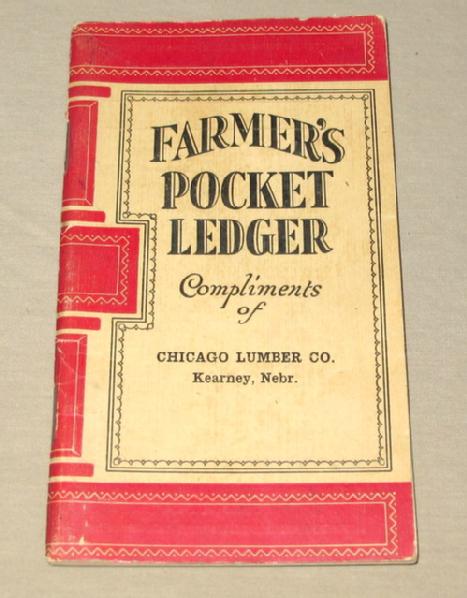 FARMER'S
POCKET
LEDGER
Compliments
of
CHICAGO LUMBER CO.
Kearney, Nebr.